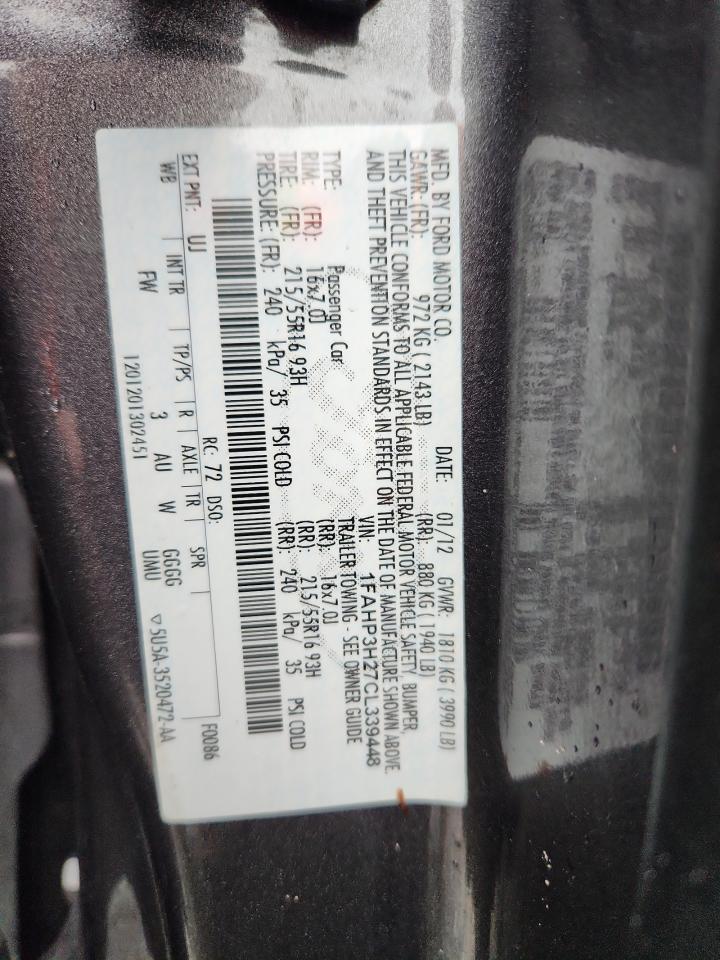 MFD. BY FORD MOTOR CO.
DATE: 01/12 GVWR: 1810 KG ( 3990 LB)
GAWR: (FR): 972 KG ( 2143 LB) (RR): 880 KG ( 1940 LB)
THIS VEHICLE CONFORMS TO ALL APPLICABLE FEDERAL MOTOR VEHICLE SAFETY, BUMPER,
AND THEFT PREVENTION STANDARDS IN EFFECT ON THE DATE OF MANUFACTURE SHOWN ABOVE.
VIN: 1FAHP3H27CL339448
TYPE: Passenger Car TRAILER TOWING - SEE OWNER GUIDE
RIM: (FR): 16x7.0J (RR): 16x7.0J
TIRE: (FR): 215/55R16 93H (RR): 215/55R16 93H
PRESSURE: (FR): 240 kPa/ 35 PSI COLD (RR): 240 kPa/ 35 PSI COLD
F0086
EXT PNT: UJ RC: 72 DSO:
WB INT TR TP/PS R AXLE TR SPR
FW 3 AU W GGGG
UMU
1201201302451 ▽5U5A-3520472-AA